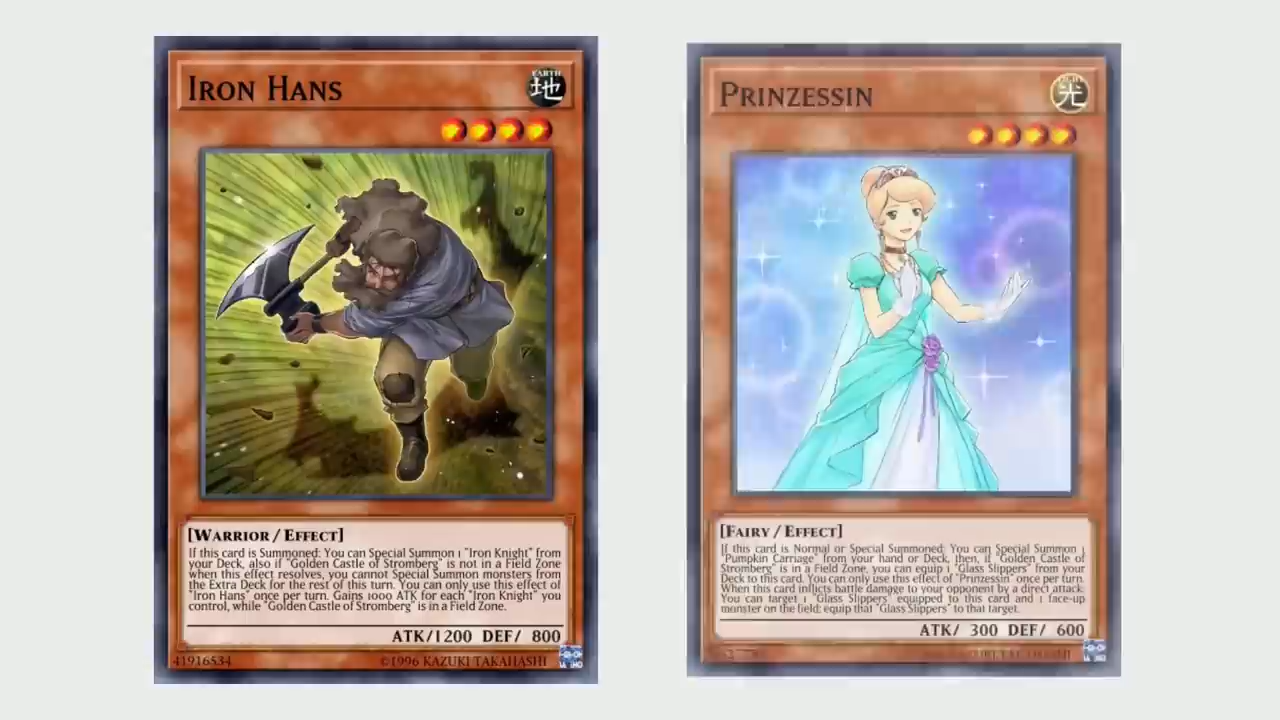 Iron Hans
EARTH
地
[Warrior / Effect]
If this card is Summoned: You can Special Summon 1 "Iron Knight" from
your Deck, also if "Golden Castle of Stromberg" is not in a Field Zone
when this effect resolves, you cannot Special Summon monsters from
the Extra Deck for the rest of this turn. You can only use this effect of
"Iron Hans" once per turn. Gains 1000 ATK for each "Iron Knight" you
control, while "Golden Castle of Stromberg" is in a Field Zone.
ATK/1200 DEF/ 800
41916534
©1996 KAZUKI TAKAHASHI
Prinzessin
LIGHT
光
[Fairy / Effect]
If this card is Normal or Special Summoned: You can Special Summon 1
"Pumpkin Carriage" from your hand or Deck, then, if "Golden Castle of
Stromberg" is in a Field Zone, you can equip 1 "Glass Slippers" from your
Deck to this card. You can only use this effect of "Prinzessin" once per turn.
When this card inflicts battle damage to your opponent by a direct attack:
You can target 1 "Glass Slippers" equipped to this card and 1 face-up
monster on the field; equip that "Glass Slippers" to that target.
ATK/ 300 DEF/ 600